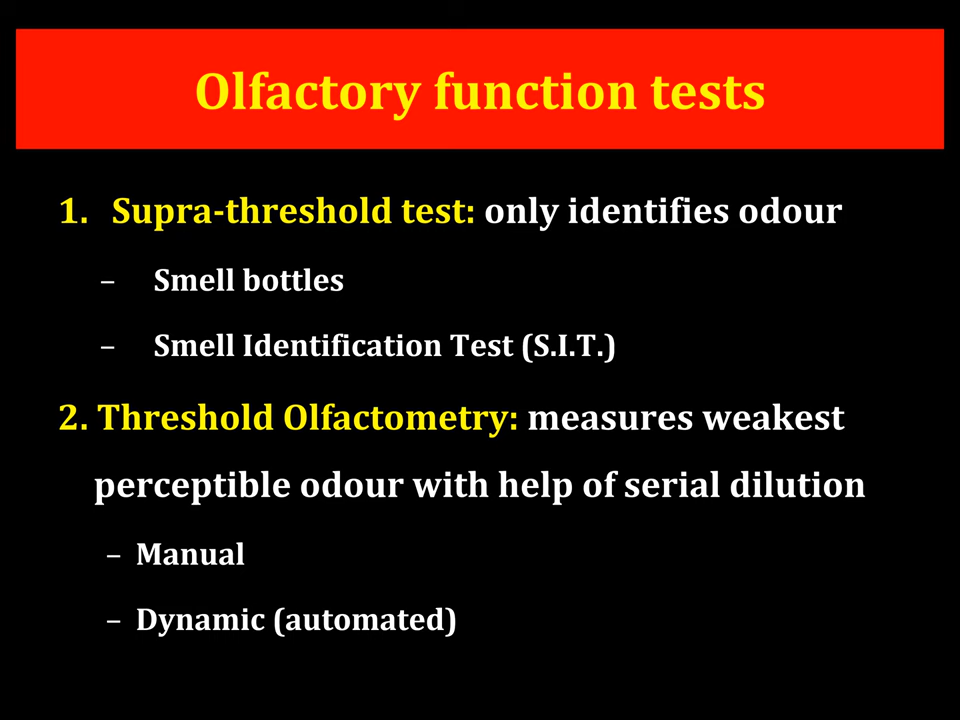 Olfactory function tests
1. Supra-threshold test: only identifies odour
– Smell bottles
– Smell Identification Test (S.I.T.)
2. Threshold Olfactometry: measures weakest
perceptible odour with help of serial dilution
– Manual
– Dynamic (automated)